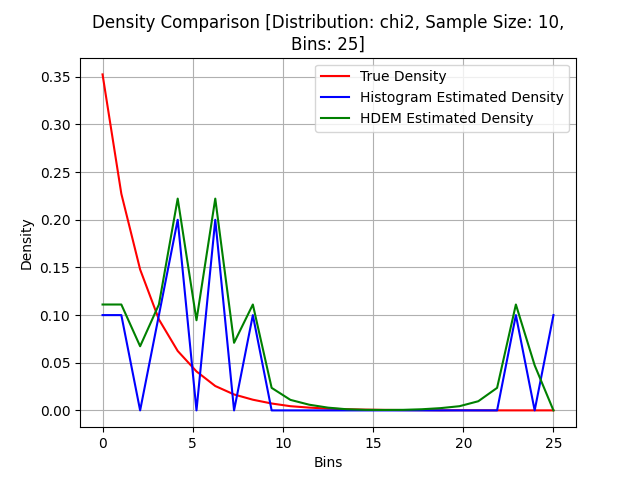 Density Comparison [Distribution: chi2, Sample Size: 10,
Bins: 25]
True Density
Histogram Estimated Density
HDEM Estimated Density
Density
0.35
0.30
0.25
0.20
0.15
0.10
0.05
0.00
0 5 10 15 20 25
Bins